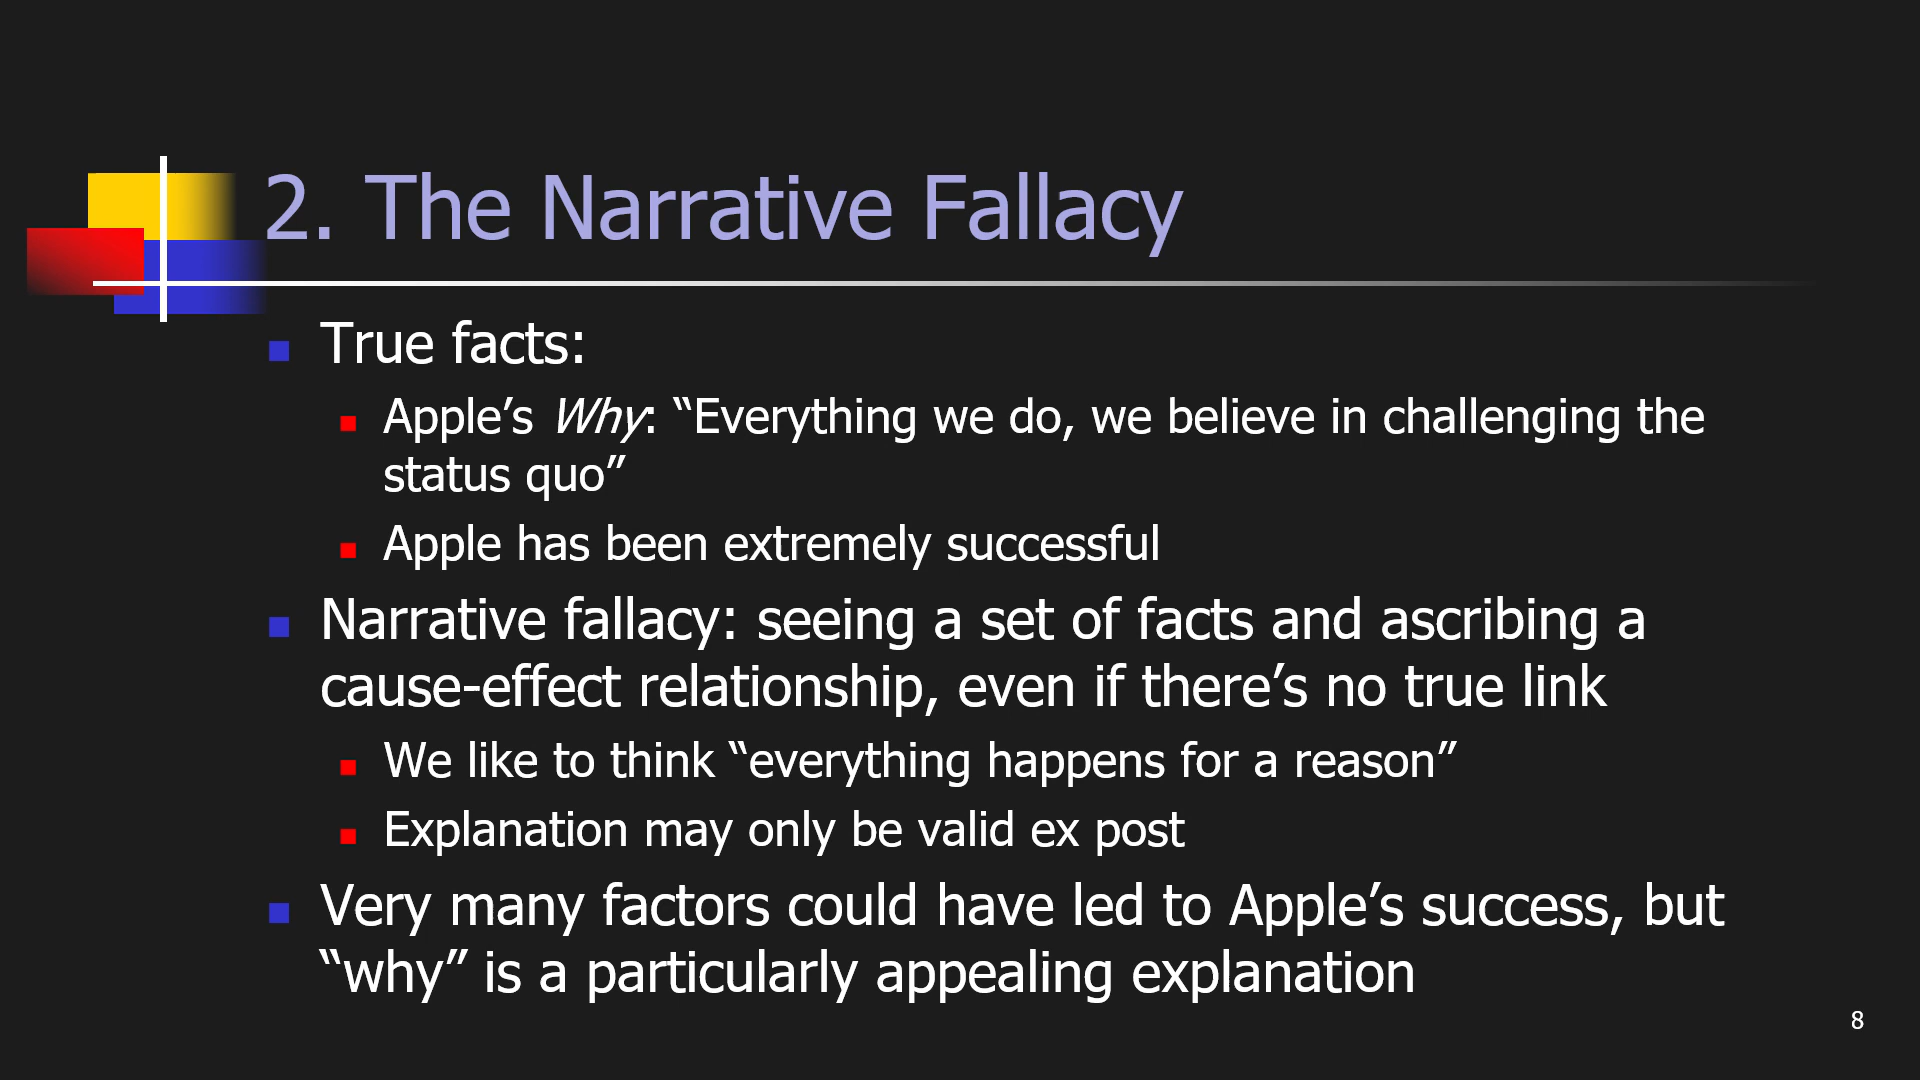 2. The Narrative Fallacy
True facts:
Apple’s Why: “Everything we do, we believe in challenging the
status quo”
Apple has been extremely successful
Narrative fallacy: seeing a set of facts and ascribing a
cause-effect relationship, even if there’s no true link
We like to think “everything happens for a reason”
Explanation may only be valid ex post
Very many factors could have led to Apple’s success, but
“why” is a particularly appealing explanation
8